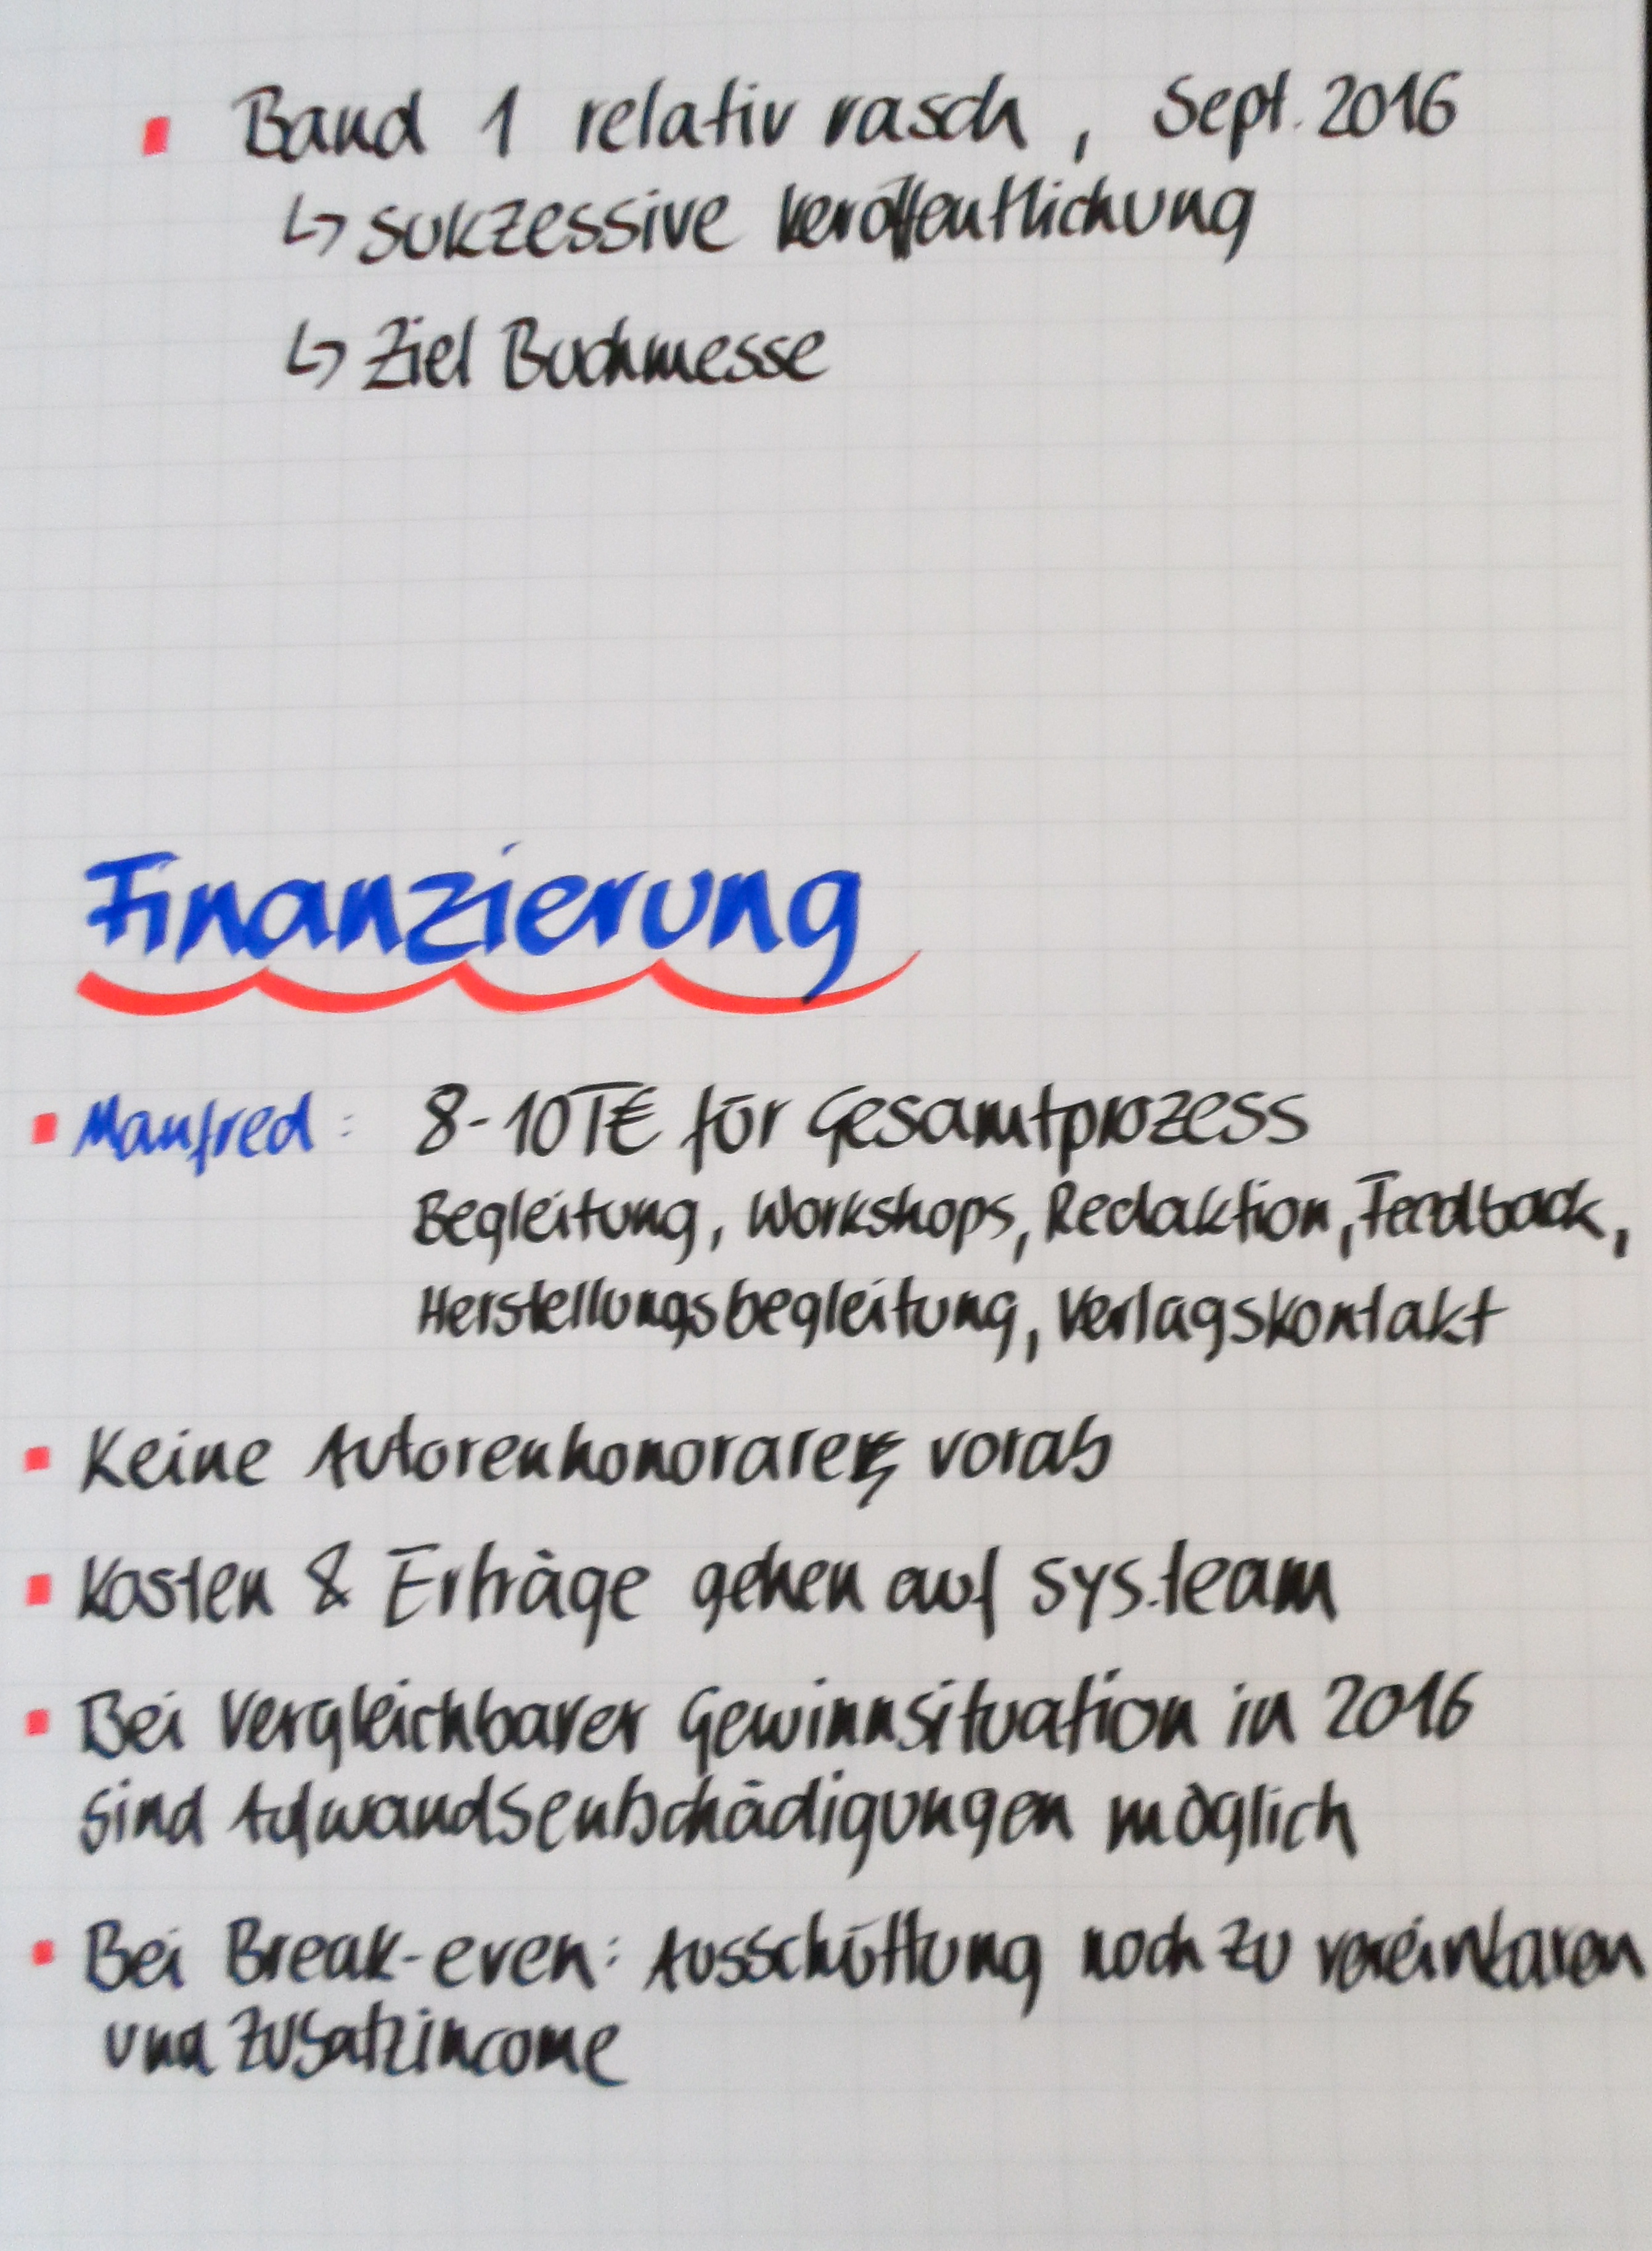 ▪ Band 1 relativ rasch, Sept. 2016
↳ sukzessive Veröffentlichung
↳ Ziel Buchmesse
Finanzierung
▪ Manfred: 8-10T€ für Gesamtprozess
Begleitung, Workshops, Redaktion, Feedback,
Herstellungsbegleitung, Verlagskontakt
▪ Keine Autorenhonorare vorab
▪ Kosten & Erträge gehen auf sys.team
▪ Bei vergleichbarer Gewinnsituation in 2016
sind Aufwandsentschädigungen möglich
▪ Bei Break-even: Ausschüttung noch zu vereinbaren
und Zusatzincome